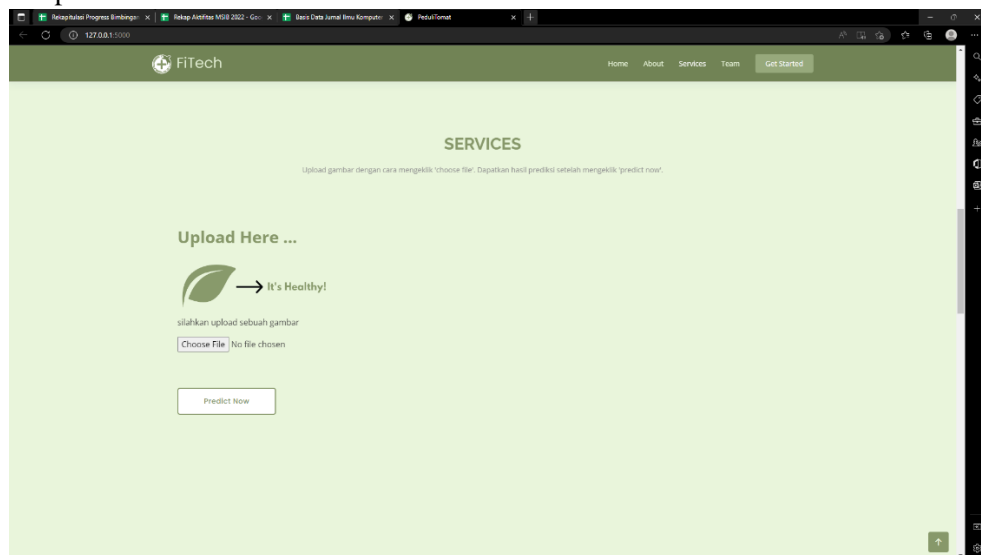 Rekapitulasi Progress Bimbingan
Rekap Aktifitas MSIB 2022 - Goo
Basis Data Jurnal Ilmu Komputer
PeduliTomat
127.0.0.1:5000
FiTech
Home About Services Team Get Started
SERVICES
Upload gambar dengan cara mengeklik 'choose file'. Dapatkan hasil prediksi setelah mengeklik 'predict now'.
Upload Here ...
It's Healthy!
silahkan upload sebuah gambar
Choose File No file chosen
Predict Now